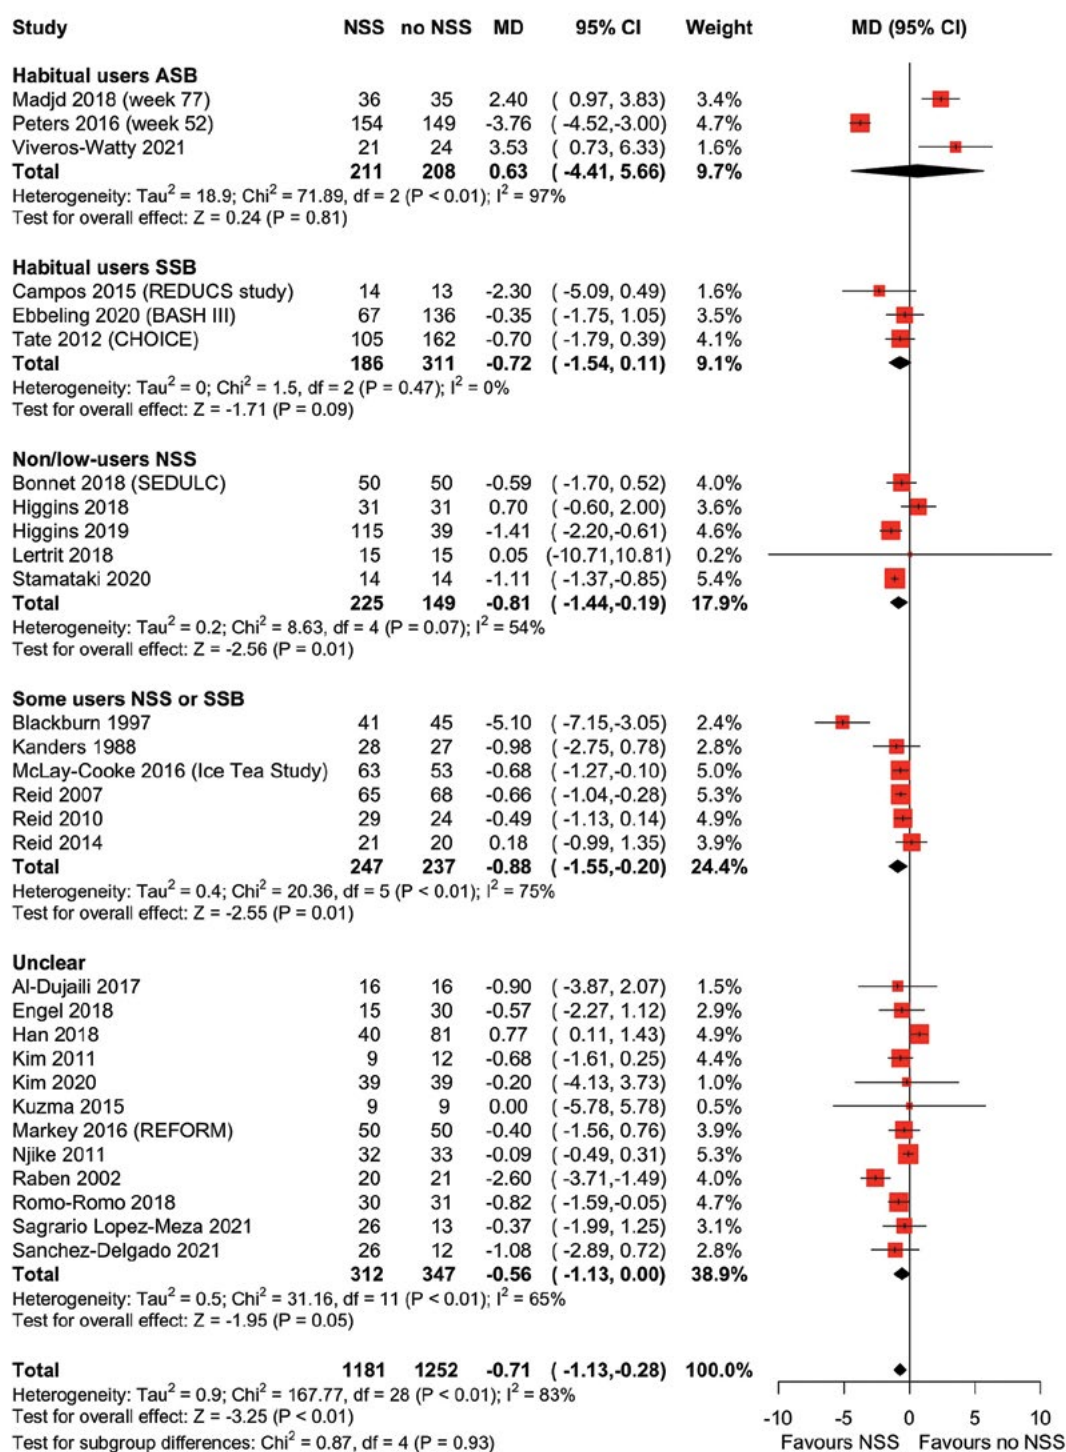 Study NSS no NSS MD 95% CI Weight MD (95% CI)
Habitual users ASB
Madjd 2018 (week 77) 36 35 2.40 ( 0.97, 3.83) 3.4%
Peters 2016 (week 52) 154 149 -3.76 ( -4.52,-3.00) 4.7%
Viveros-Watty 2021 21 24 3.53 ( 0.73, 6.33) 1.6%
Total 211 208 0.63 ( -4.41, 5.66) 9.7%
Heterogeneity: Tau² = 18.9; Chi² = 71.89, df = 2 (P < 0.01); I² = 97%
Test for overall effect: Z = 0.24 (P = 0.81)
Habitual users SSB
Campos 2015 (REDUCS study) 14 13 -2.30 ( -5.09, 0.49) 1.6%
Ebbeling 2020 (BASH III) 67 136 -0.35 ( -1.75, 1.05) 3.5%
Tate 2012 (CHOICE) 105 162 -0.70 ( -1.79, 0.39) 4.1%
Total 186 311 -0.72 ( -1.54, 0.11) 9.1%
Heterogeneity: Tau² = 0; Chi² = 1.5, df = 2 (P = 0.47); I² = 0%
Test for overall effect: Z = -1.71 (P = 0.09)
Non/low-users NSS
Bonnet 2018 (SEDULC) 50 50 -0.59 ( -1.70, 0.52) 4.0%
Higgins 2018 31 31 0.70 ( -0.60, 2.00) 3.6%
Higgins 2019 115 39 -1.41 ( -2.20,-0.61) 4.6%
Lertrit 2018 15 15 0.05 (-10.71,10.81) 0.2%
Stamataki 2020 14 14 -1.11 ( -1.37,-0.85) 5.4%
Total 225 149 -0.81 ( -1.44,-0.19) 17.9%
Heterogeneity: Tau² = 0.2; Chi² = 8.63, df = 4 (P = 0.07); I² = 54%
Test for overall effect: Z = -2.56 (P = 0.01)
Some users NSS or SSB
Blackburn 1997 41 45 -5.10 ( -7.15,-3.05) 2.4%
Kanders 1988 28 27 -0.98 ( -2.75, 0.78) 2.8%
McLay-Cooke 2016 (Ice Tea Study) 63 53 -0.68 ( -1.27,-0.10) 5.0%
Reid 2007 65 68 -0.66 ( -1.04,-0.28) 5.3%
Reid 2010 29 24 -0.49 ( -1.13, 0.14) 4.9%
Reid 2014 21 20 0.18 ( -0.99, 1.35) 3.9%
Total 247 237 -0.88 ( -1.55,-0.20) 24.4%
Heterogeneity: Tau² = 0.4; Chi² = 20.36, df = 5 (P < 0.01); I² = 75%
Test for overall effect: Z = -2.55 (P = 0.01)
Unclear
Al-Dujaili 2017 16 16 -0.90 ( -3.87, 2.07) 1.5%
Engel 2018 15 30 -0.57 ( -2.27, 1.12) 2.9%
Han 2018 40 81 0.77 ( 0.11, 1.43) 4.9%
Kim 2011 9 12 -0.68 ( -1.61, 0.25) 4.4%
Kim 2020 39 39 -0.20 ( -4.13, 3.73) 1.0%
Kuzma 2015 9 9 0.00 ( -5.78, 5.78) 0.5%
Markey 2016 (REFORM) 50 50 -0.40 ( -1.56, 0.76) 3.9%
Njike 2011 32 33 -0.09 ( -0.49, 0.31) 5.3%
Raben 2002 20 21 -2.60 ( -3.71,-1.49) 4.0%
Romo-Romo 2018 30 31 -0.82 ( -1.59,-0.05) 4.7%
Sagrario Lopez-Meza 2021 26 13 -0.37 ( -1.99, 1.25) 3.1%
Sanchez-Delgado 2021 26 12 -1.08 ( -2.89, 0.72) 2.8%
Total 312 347 -0.56 ( -1.13, 0.00) 38.9%
Heterogeneity: Tau² = 0.5; Chi² = 31.16, df = 11 (P < 0.01); I² = 65%
Test for overall effect: Z = -1.95 (P = 0.05)
Total 1181 1252 -0.71 ( -1.13,-0.28) 100.0%
Heterogeneity: Tau² = 0.9; Chi² = 167.77, df = 28 (P < 0.01); I² = 83%
Test for overall effect: Z = -3.25 (P < 0.01)
Test for subgroup differences: Chi² = 0.87, df = 4 (P = 0.93)
-10 -5 0 5 10
Favours NSS Favours no NSS